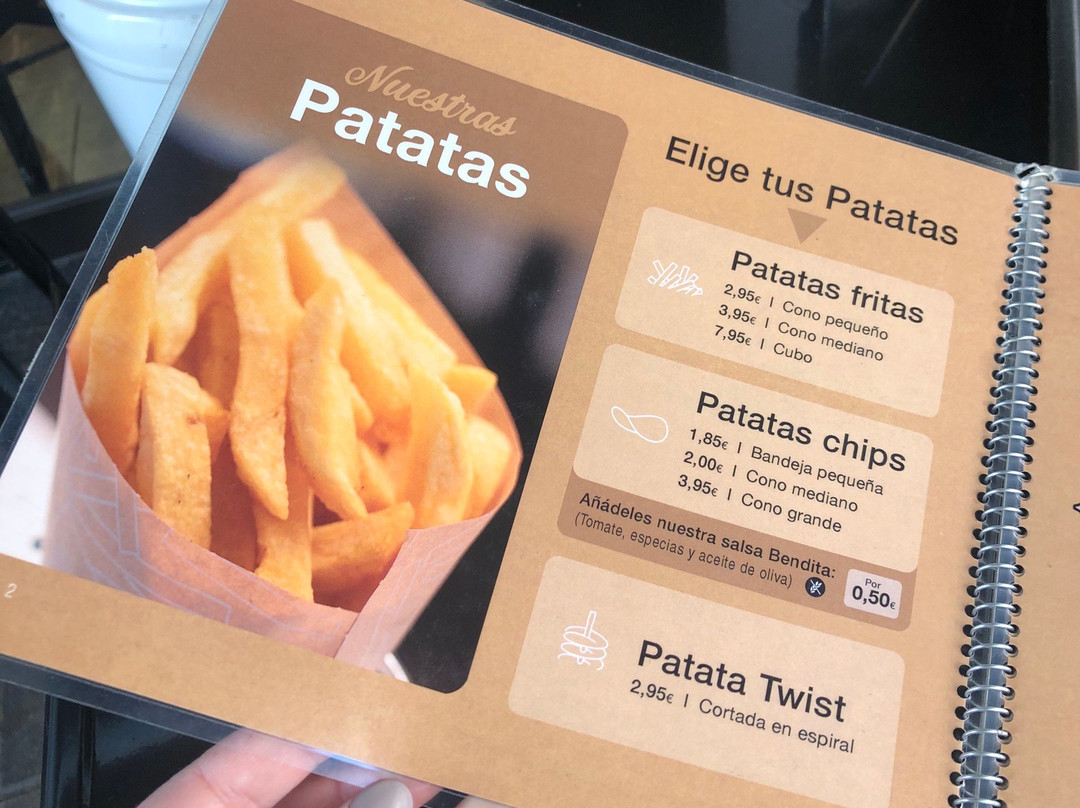 Nuestras
Patatas
Elige tus Patatas
Patatas fritas
2,95€ | Cono pequeño
3,95€ | Cono mediano
7,95€ | Cubo
Patatas chips
1,85€ | Bandeja pequeña
2,00€ | Cono mediano
3,95€ | Cono grande
Añádeles nuestra salsa Bendita:
(Tomate, especias y aceite de oliva)
Por
0,50€
Patata Twist
2,95€ | Cortada en espiral
2